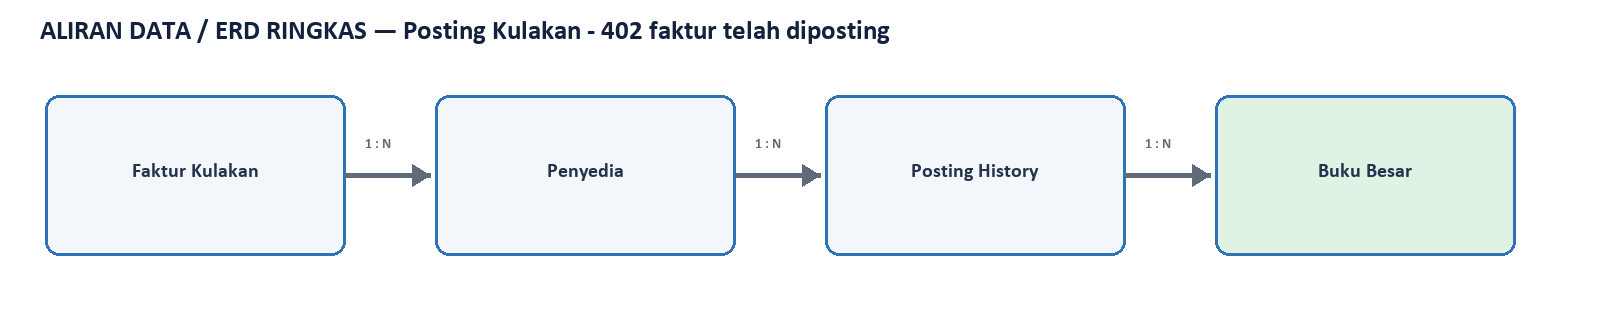 ALIRAN DATA / ERD RINGKAS — Posting Kulakan - 402 faktur telah diposting
1 : N
1 : N
1 : N
Faktur Kulakan
Penyedia
Posting History
Buku Besar